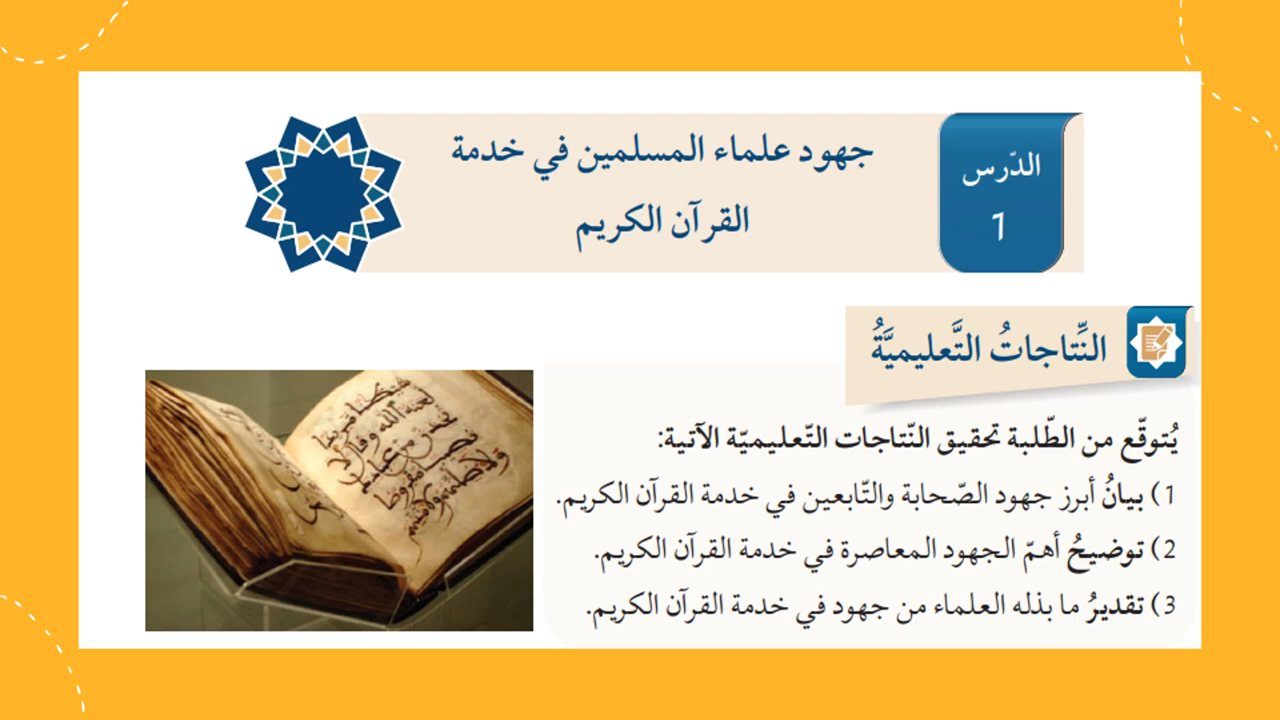 الدّرس
1
جهود علماء المسلمين في خدمة
القرآن الكريم
النِّتاجاتُ التَّعليميَّةُ
يُتوقّع من الطّلبة تحقيق النّتاجات التّعليميّة الآتية:
1) بيانُ أبرز جهود الصّحابة والتّابعين في خدمة القرآن الكريم.
2) توضيحُ أهمّ الجهود المعاصرة في خدمة القرآن الكريم.
3) تقديرُ ما بذله العلماء من جهود في خدمة القرآن الكريم.